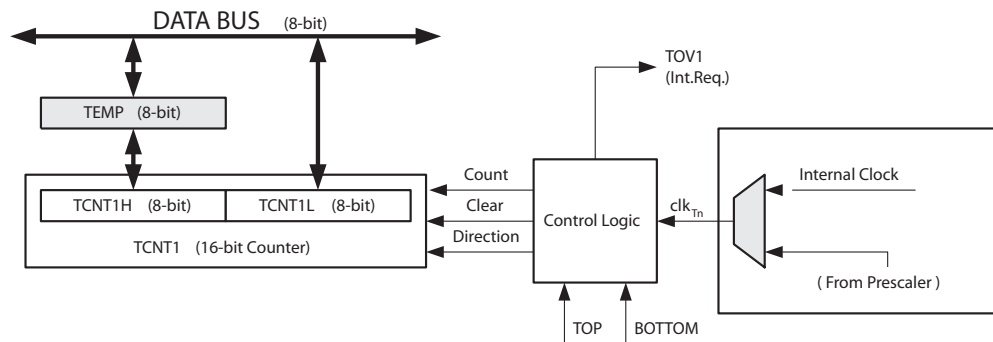 DATA BUS (8-bit)
TOV1
(Int.Req.)
TEMP (8-bit)
Count
Internal Clock
TCNT1H (8-bit)
TCNT1L (8-bit)
Clear
Control Logic
clkTn
TCNT1 (16-bit Counter)
Direction
( From Prescaler )
TOP
BOTTOM